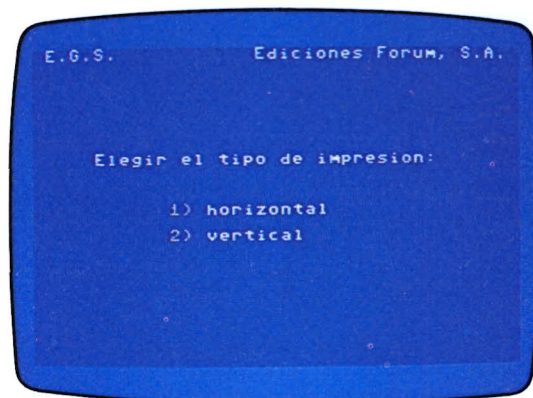 E.G.S. Ediciones Forum, S.A.
Elegir el tipo de impresion:
1) horizontal
2) vertical